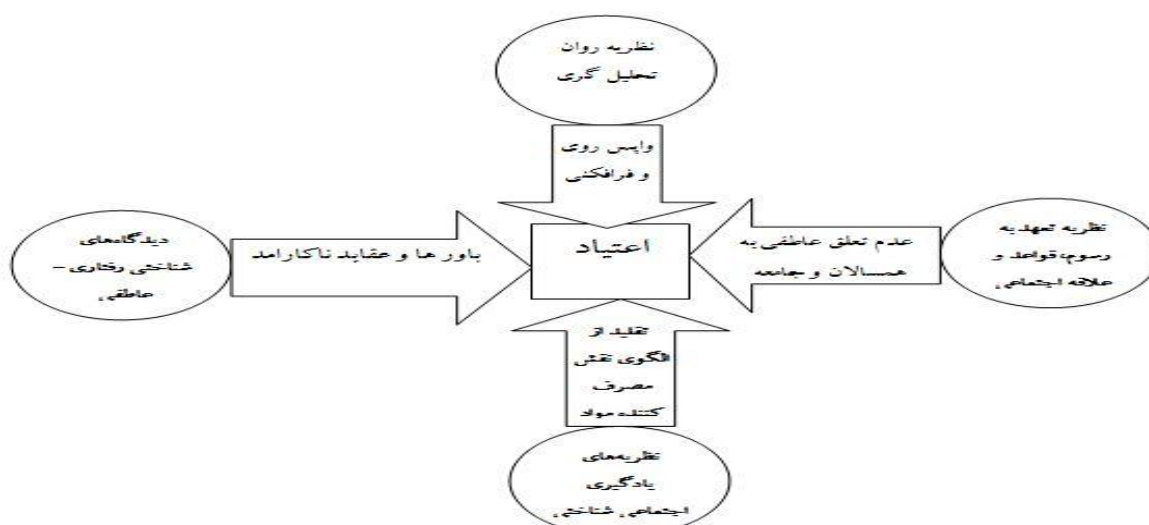 نظریه روان
تحلیل گری
واپس روی
و فرافکنی
نظریه تعهد به
رسوم، قواعد و
علاقه اجتماعی
عدم تعلق عاطفی به
همسالان و جامعه
اعتیاد
باور ها و عقاید ناکارامد
دیدگاه‌های
شناختی رفتاری –
عاطفی
تقلید از
الگوی نقش
مصرف
کننده مواد
نظریه‌های
یادگیری
اجتماعی شناختی